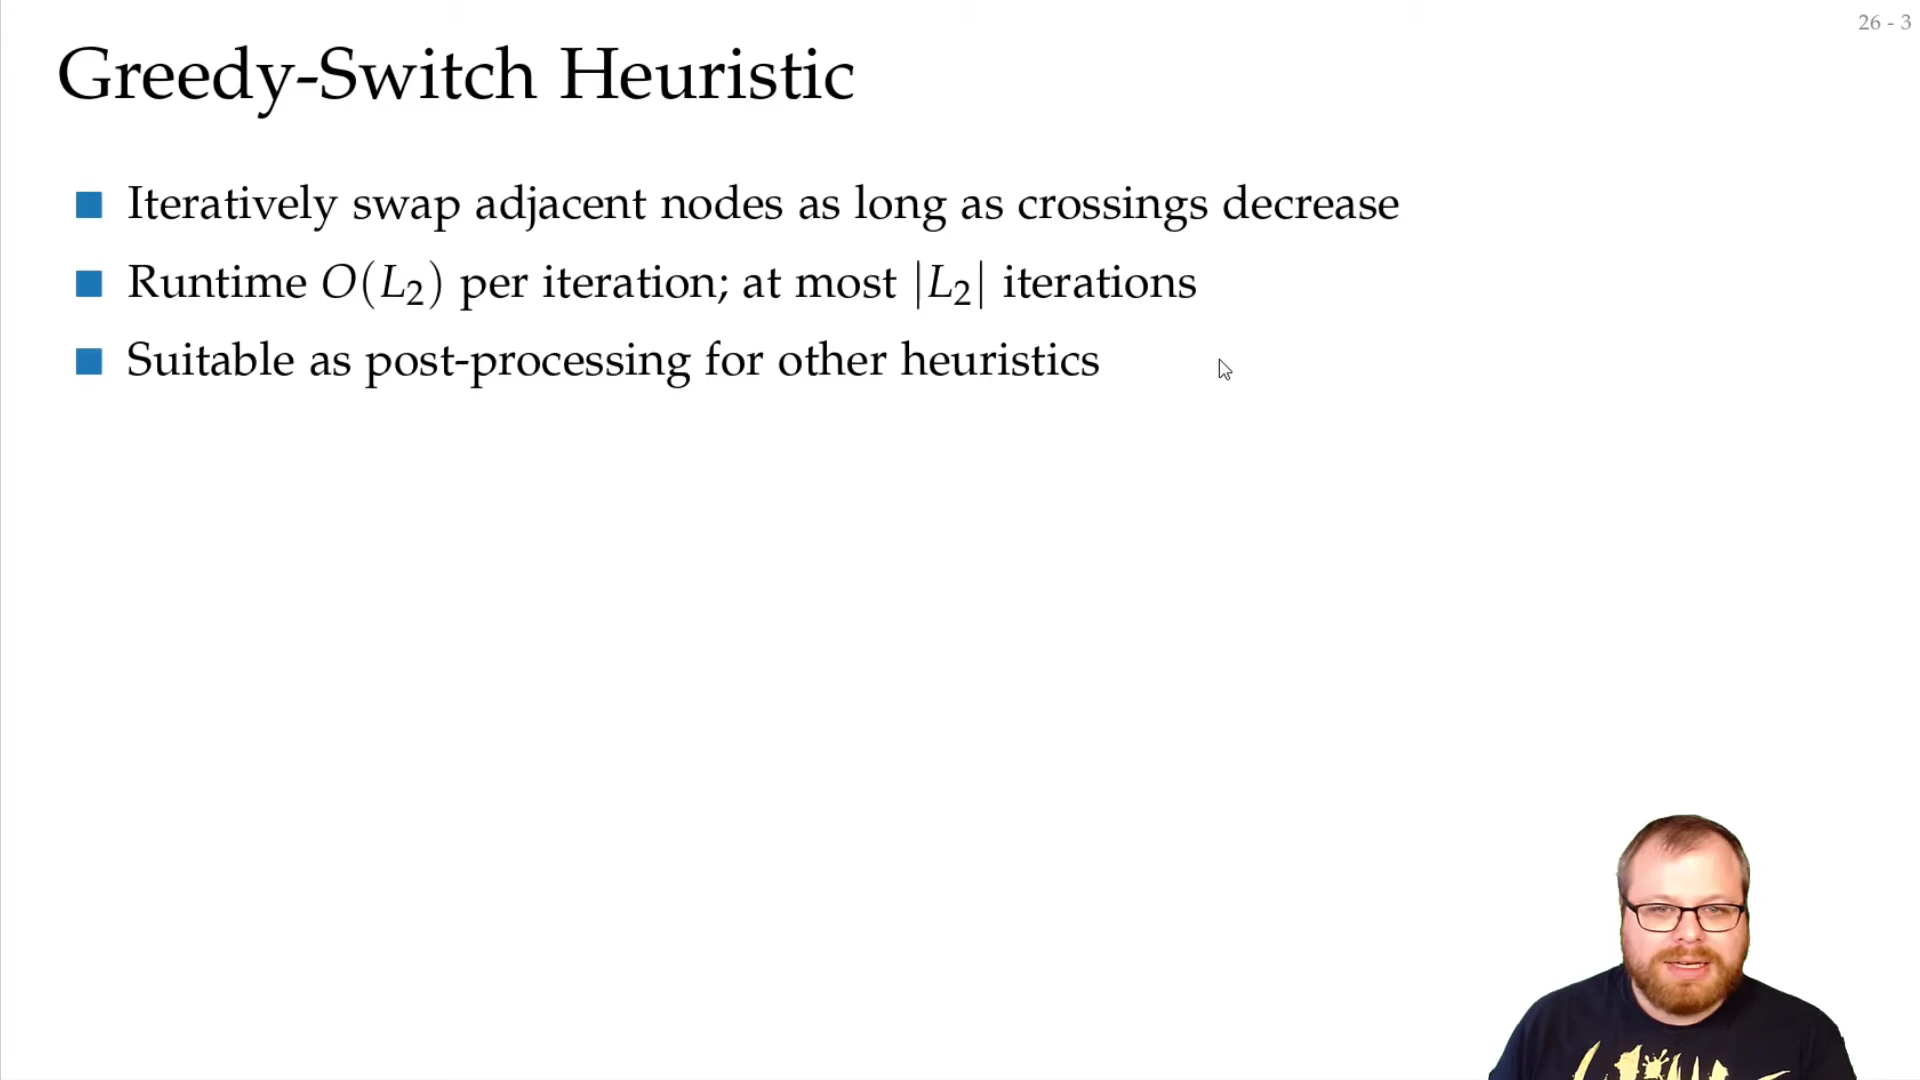 26 - 3
Greedy-Switch Heuristic
Iteratively swap adjacent nodes as long as crossings decrease
Runtime O(L₂) per iteration; at most |L₂| iterations
Suitable as post-processing for other heuristics